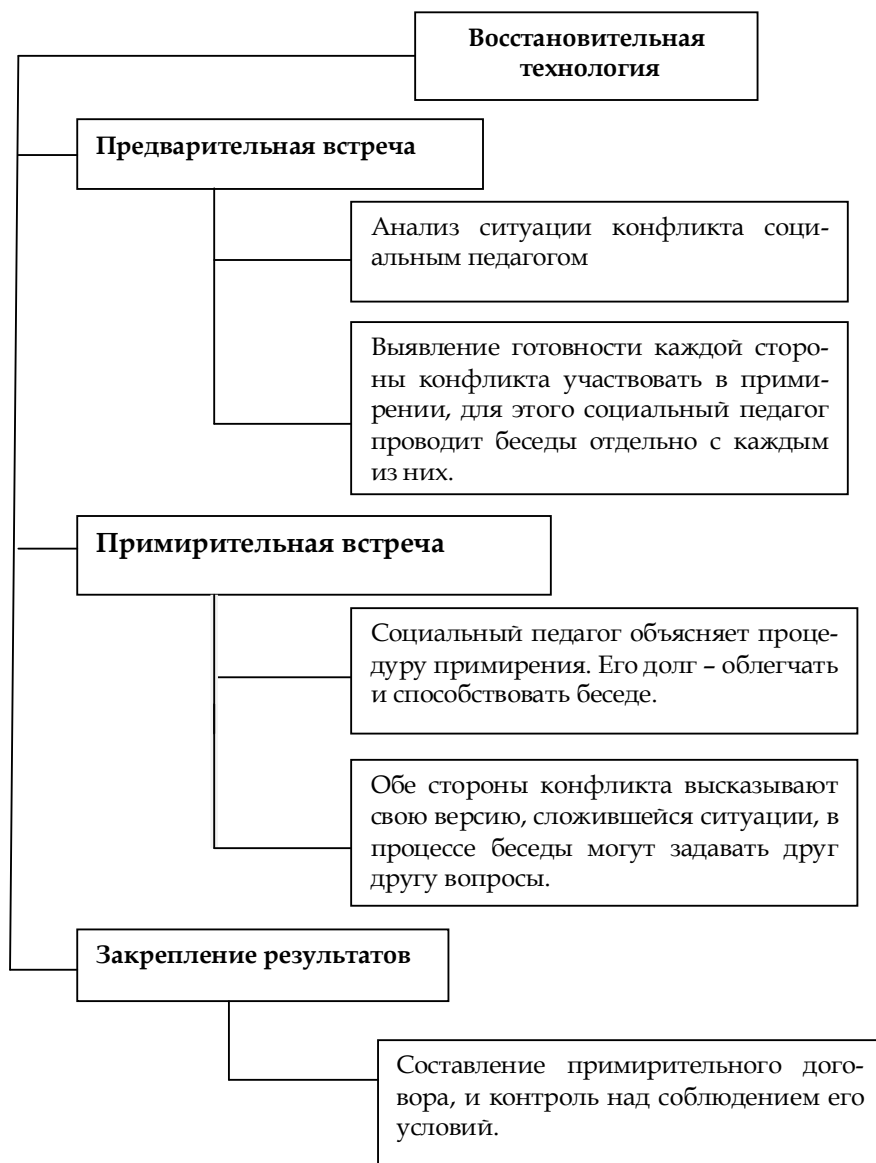 Восстановительная
технология
Предварительная встреча
Анализ ситуации конфликта соци-
альным педагогом
Выявление готовности каждой сторо-
ны конфликта участвовать в прими-
рении, для этого социальный педагог
проводит беседы отдельно с каждым
из них.
Примирительная встреча
Социальный педагог объясняет проце-
дуру примирения. Его долг – облегчать
и способствовать беседе.
Обе стороны конфликта высказывают
свою версию, сложившейся ситуации, в
процессе беседы могут задавать друг
другу вопросы.
Закрепление результатов
Составление примирительного дого-
вора, и контроль над соблюдением его
условий.